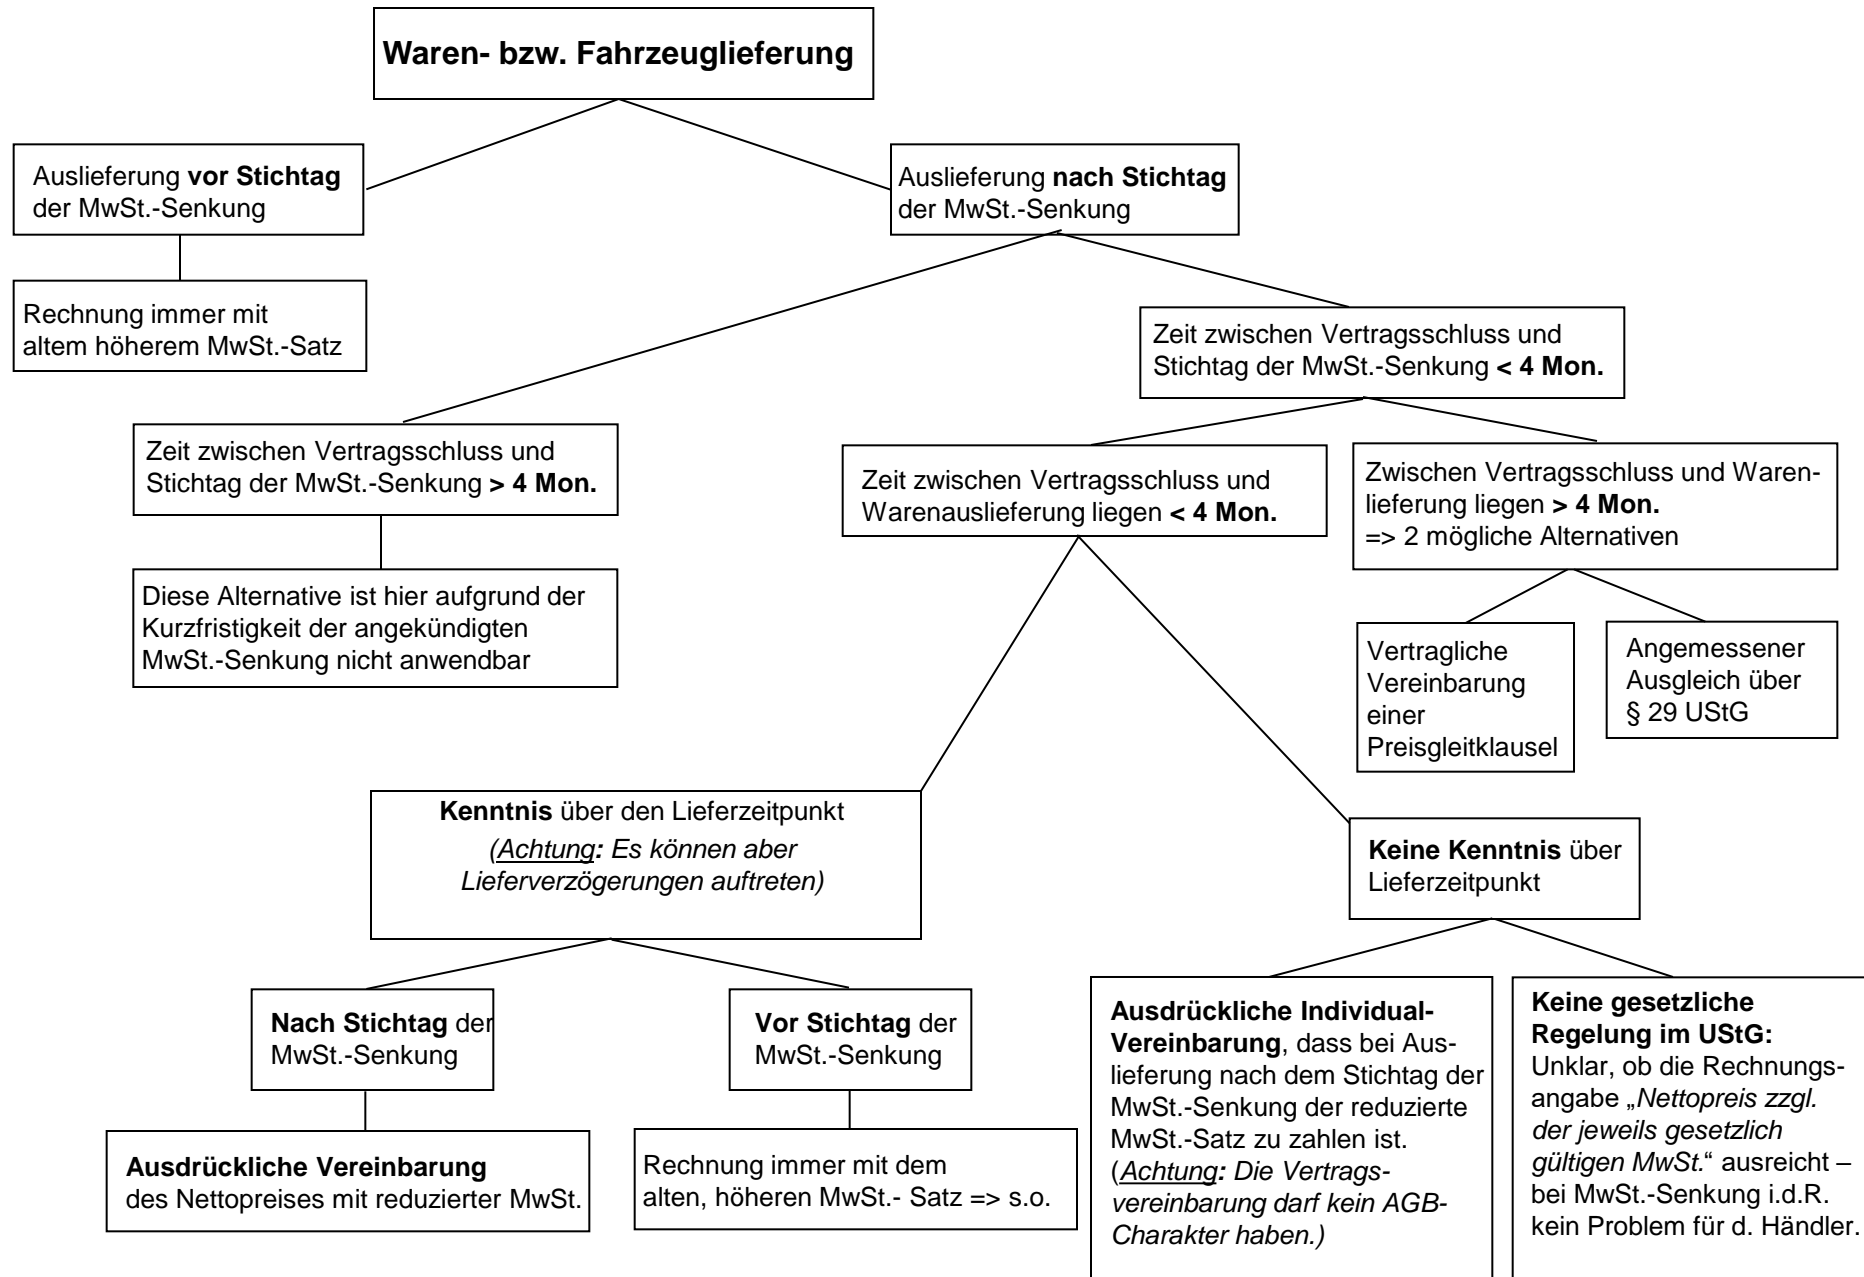 Waren- bzw. Fahrzeuglieferung
Auslieferung vor Stichtag
der MwSt.-Senkung
Auslieferung nach Stichtag
der MwSt.-Senkung
Rechnung immer mit
altem höherem MwSt.-Satz
Zeit zwischen Vertragsschluss und
Stichtag der MwSt.-Senkung < 4 Mon.
Zeit zwischen Vertragsschluss und
Stichtag der MwSt.-Senkung > 4 Mon.
Zeit zwischen Vertragsschluss und
Warenauslieferung liegen < 4 Mon.
Zwischen Vertragsschluss und Waren-
lieferung liegen > 4 Mon.
=> 2 mögliche Alternativen
Diese Alternative ist hier aufgrund der
Kurzfristigkeit der angekündigten
MwSt.-Senkung nicht anwendbar
Vertragliche
Vereinbarung
einer
Preisgleitklausel
Angemessener
Ausgleich über
§ 29 UStG
Kenntnis über den Lieferzeitpunkt
(Achtung: Es können aber
Lieferverzögerungen auftreten)
Keine Kenntnis über
Lieferzeitpunkt
Nach Stichtag der
MwSt.-Senkung
Vor Stichtag der
MwSt.-Senkung
Ausdrückliche Vereinbarung
des Nettopreises mit reduzierter MwSt.
Rechnung immer mit dem
alten, höheren MwSt.- Satz => s.o.
Ausdrückliche Individual-
Vereinbarung, dass bei Aus-
lieferung nach dem Stichtag der
MwSt.-Senkung der reduzierte
MwSt.-Satz zu zahlen ist.
(Achtung: Die Vertrags-
vereinbarung darf kein AGB-
Charakter haben.)
Keine gesetzliche
Regelung im UStG:
Unklar, ob die Rechnungs-
angabe „Nettopreis zzgl.
der jeweils gesetzlich
gültigen MwSt.“ ausreicht –
bei MwSt.-Senkung i.d.R.
kein Problem für d. Händler.